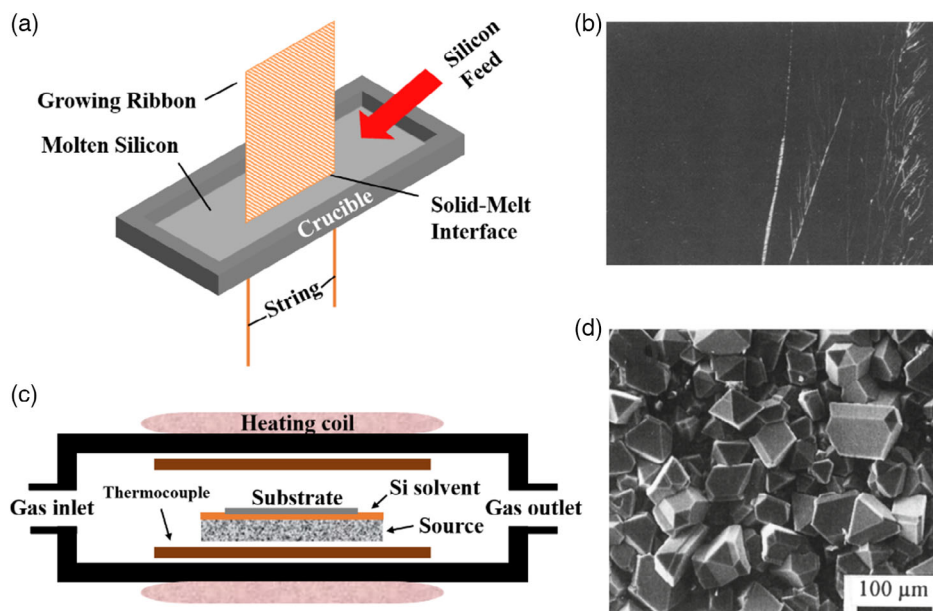 (a)
Growing Ribbon
Molten Silicon
Silicon
Feed
Crucible
Solid-Melt
Interface
String
(b)
(c)
Heating coil
Gas inlet
Thermocouple
Substrate
Si solvent
Source
Gas outlet
(d)
100 µm